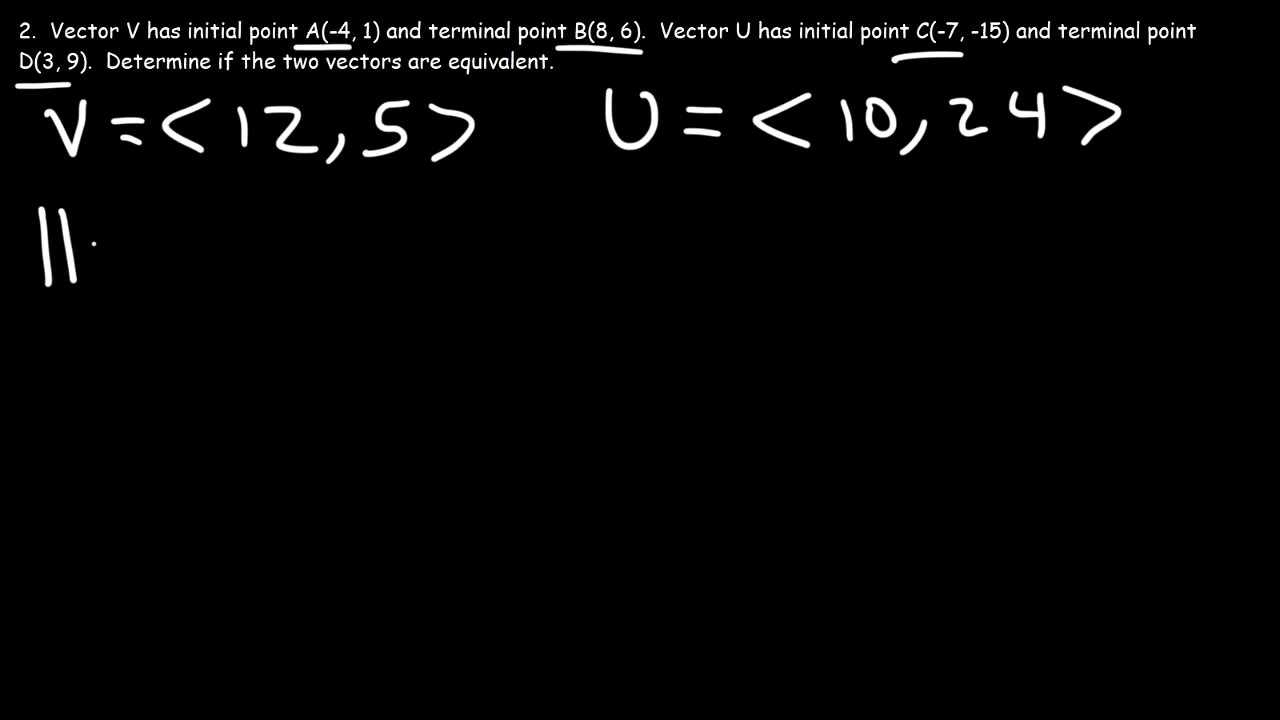 2. Vector V has initial point A(-4, 1) and terminal point B(8, 6). Vector U has initial point C(-7, -15) and terminal point
D(3, 9). Determine if the two vectors are equivalent.
V = < 12, 5 > U = < 10, 24 >
||